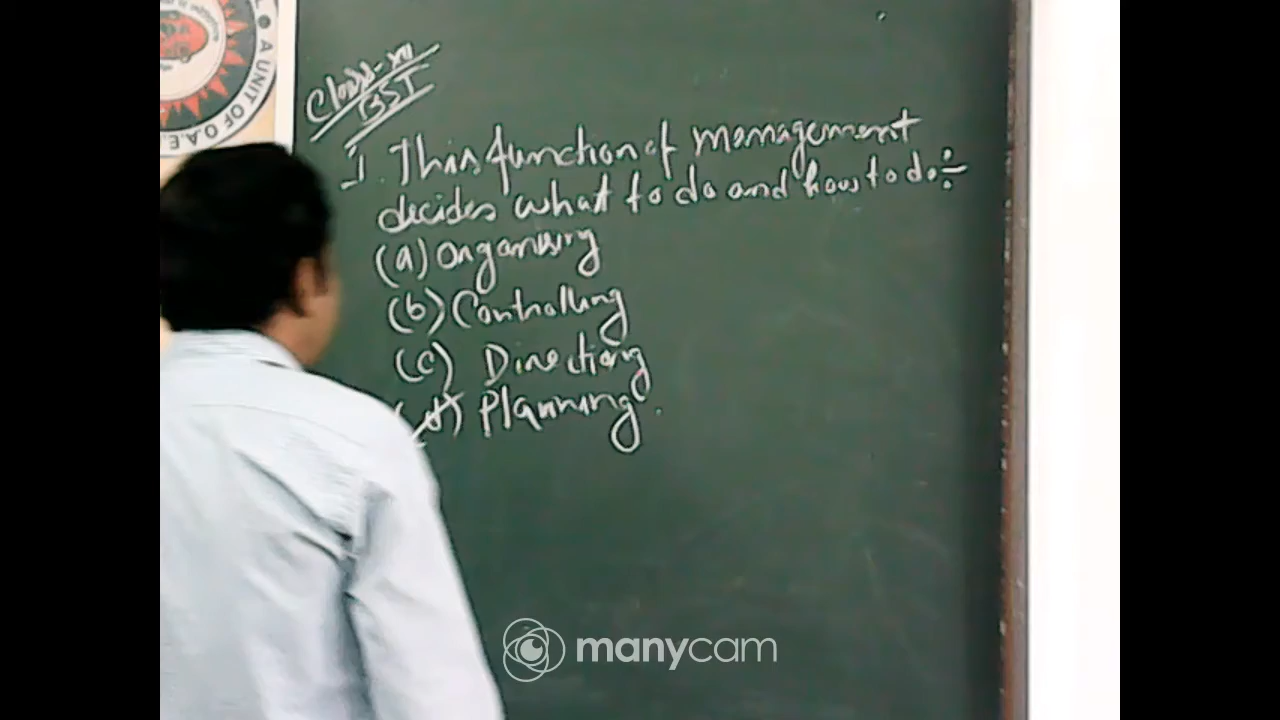 A UNIT OF O.A.E
Class-XII
BST
1. This function of management
decides what to do and how to do:-
(a) Organising
(b) Controlling
(c) Directiong
(d) Planning.
manycam